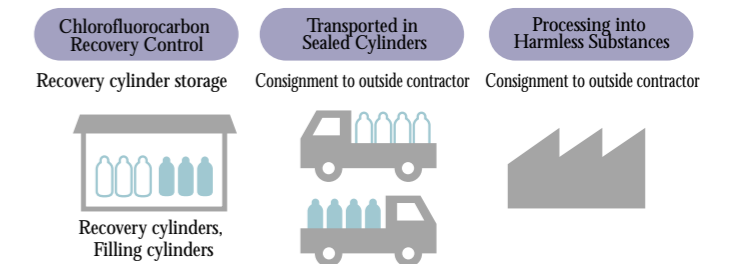 Chlorofluorocarbon
Recovery Control
Recovery cylinder storage
Recovery cylinders,
Filling cylinders
Transported in
Sealed Cylinders
Consignment to outside contractor
Processing into
Harmless Substances
Consignment to outside contractor